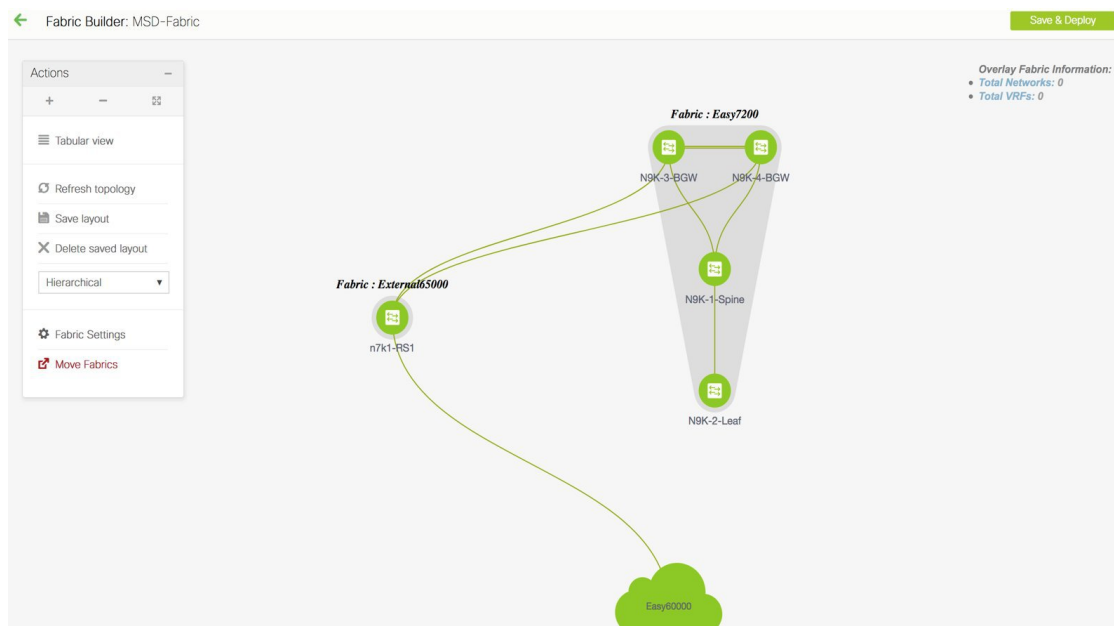 Fabric Builder: MSD-Fabric
Save & Deploy
Actions
Tabular view
Refresh topology
Save layout
Delete saved layout
Hierarchical
Fabric Settings
Move Fabrics
Overlay Fabric Information:
Total Networks: 0
Total VRFs: 0
Fabric : Easy7200
N9K-3-BGW
N9K-4-BGW
N9K-1-Spine
Fabric : External65000
n7k1-RS1
N9K-2-Leaf
Easy60000